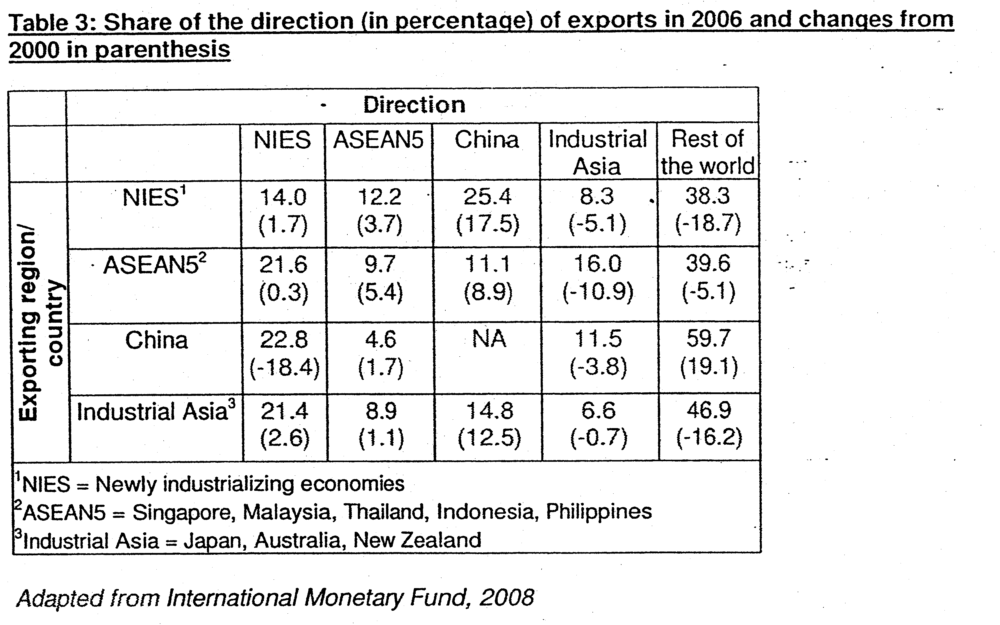 Table 3: Share of the direction (in percentage) of exports in 2006 and changes from
2000 in parenthesis
Direction
NIES ASEAN5 China Industrial Asia Rest of the world
Exporting region/
country
NIES¹ 14.0 12.2 25.4 8.3 38.3
(1.7) (3.7) (17.5) (-5.1) (-18.7)
ASEAN5² 21.6 9.7 11.1 16.0 39.6
(0.3) (5.4) (8.9) (-10.9) (-5.1)
China 22.8 4.6 NA 11.5 59.7
(-18.4) (1.7) (-3.8) (19.1)
Industrial Asia³ 21.4 8.9 14.8 6.6 46.9
(2.6) (1.1) (12.5) (-0.7) (-16.2)
¹NIES = Newly industrializing economies
²ASEAN5 = Singapore, Malaysia, Thailand, Indonesia, Philippines
³Industrial Asia = Japan, Australia, New Zealand
Adapted from International Monetary Fund, 2008